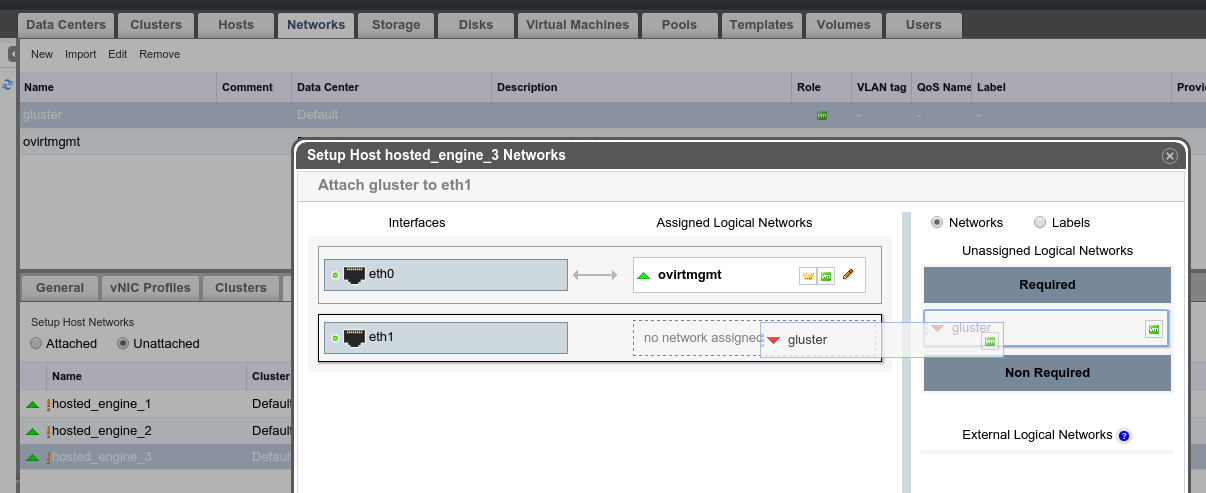 Data Centers Clusters Hosts Networks Storage Disks Virtual Machines Pools Templates Volumes Users
New Import Edit Remove
Name Comment Data Center Description Role VLAN tag QoS Name Label Provi
gluster Default vm - - -
ovirtmgmt
Setup Host hosted_engine_3 Networks
Attach gluster to eth1
Interfaces Assigned Logical Networks
Networks Labels
Unassigned Logical Networks
eth0 ovirtmgmt vm
Required
eth1 no network assigned gluster vm
gluster vm
Non Required
External Logical Networks ?
General vNIC Profiles Clusters
Setup Host Networks
Attached Unattached
Name Cluster
hosted_engine_1 Default
hosted_engine_2 Default
hosted_engine_3 Default